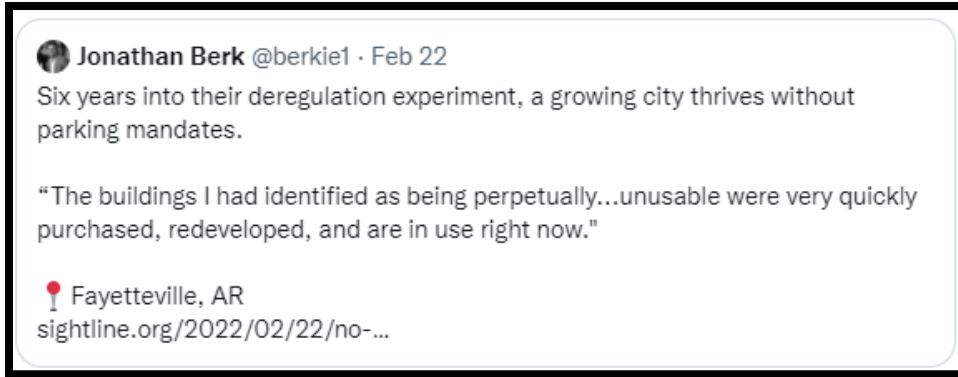 Jonathan Berk @berkie1 · Feb 22
Six years into their deregulation experiment, a growing city thrives without
parking mandates.
“The buildings I had identified as being perpetually...unusable were very quickly
purchased, redeveloped, and are in use right now."
📍 Fayetteville, AR
sightline.org/2022/02/22/no-...